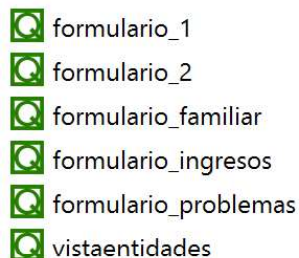 formulario_1
formulario_2
formulario_familiar
formulario_ingresos
formulario_problemas
vistaentidades